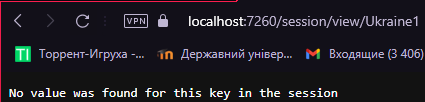 VPN localhost:7260/session/view/Ukraine1
TI Торрент-Игруха -... Державний універ... Входящие (3 406)
No value was found for this key in the session